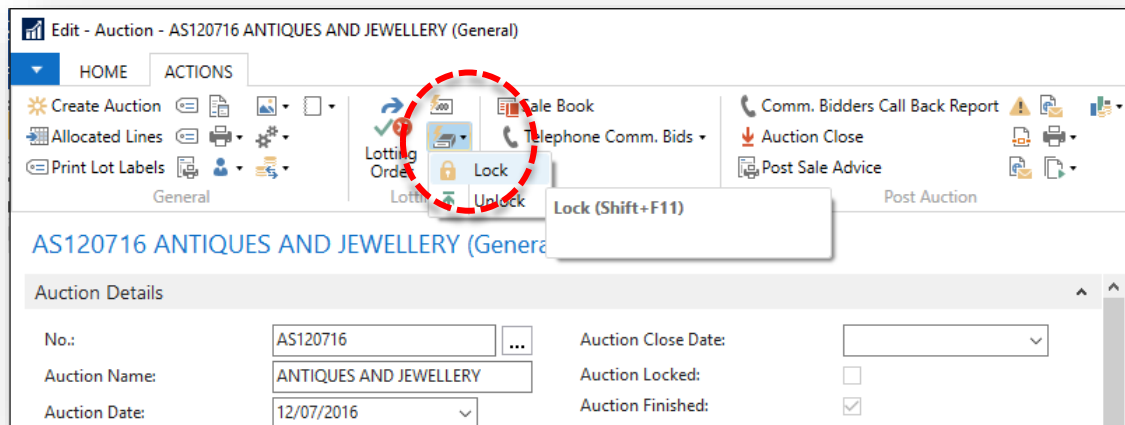 Edit - Auction - AS120716 ANTIQUES AND JEWELLERY (General)
HOME ACTIONS
Create Auction
Allocated Lines
Print Lot Labels
General
Lotting
Order
Lock
Unlock
Lock (Shift+F11)
Sale Book
Telephone Comm. Bids
Comm. Bidders Call Back Report
Auction Close
Post Sale Advice
Post Auction
AS120716 ANTIQUES AND JEWELLERY (Genera
Auction Details
No.: AS120716 ... Auction Close Date:
Auction Name: ANTIQUES AND JEWELLERY Auction Locked:
Auction Date: 12/07/2016 Auction Finished: